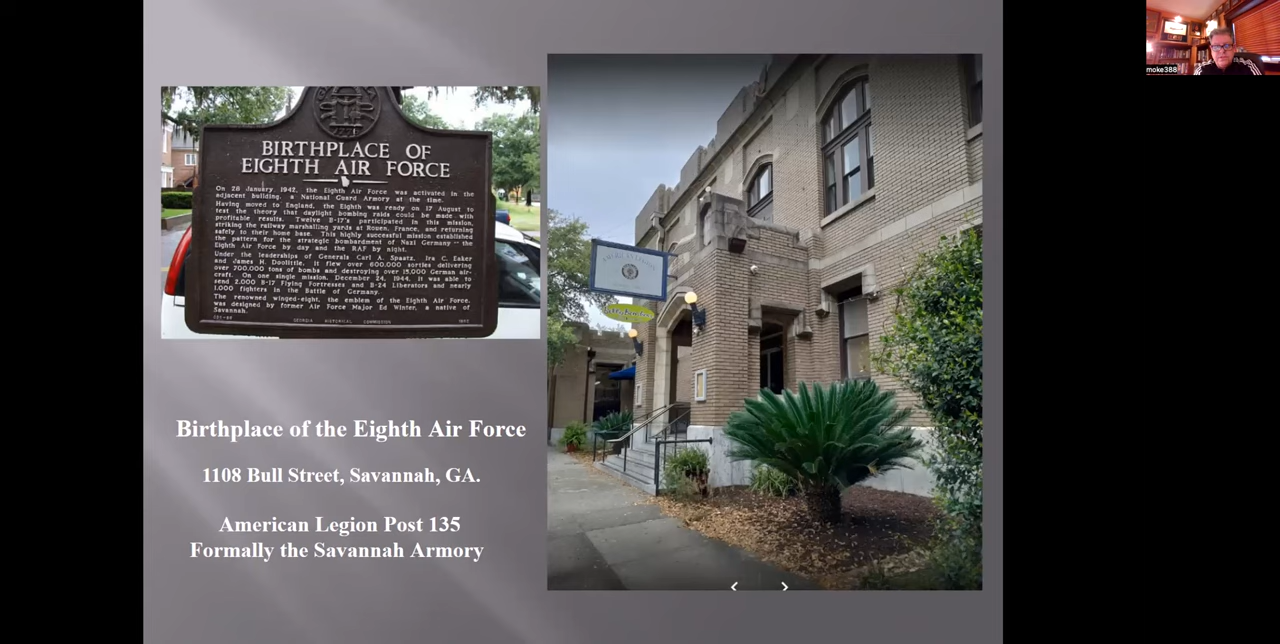 BIRTHPLACE OF
EIGHTH AIR FORCE
On 28 January 1942, the Eighth Air Force was activated in the
adjacent building, a National Guard Armory at the time.
Having moved to England, the Eighth was ready on 17 August to
test the theory that daylight bombing raids could be made with
profitable results. Twelve B-17's participated in this mission,
striking the railway marshalling yards at Rouen, France, and returning
safely to their home base. This highly successful mission established
the pattern for the strategic bombardment of Nazi Germany -- the
Eighth Air Force by day and the RAF by night.
Under the leaderships of Generals Carl A. Spaatz, Ira C. Eaker
and James H. Doolittle, it flew over 600,000 sorties delivering
over 700,000 tons of bombs and destroying over 15,000 German air-
craft. On one single mission, December 24, 1944, it was able to
send 2,000 B-17 Flying Fortresses and B-24 Liberators and nearly
1,000 fighters in the Battle of Germany.
The renowned winged-eight, the emblem of the Eighth Air Force,
was designed by former Air Force Major Ed Winter, a native of
Savannah.
GEORGIA HISTORICAL COMMISSION
Birthplace of the Eighth Air Force
1108 Bull Street, Savannah, GA.
American Legion Post 135
Formally the Savannah Armory
AMERICAN LEGION
moke388